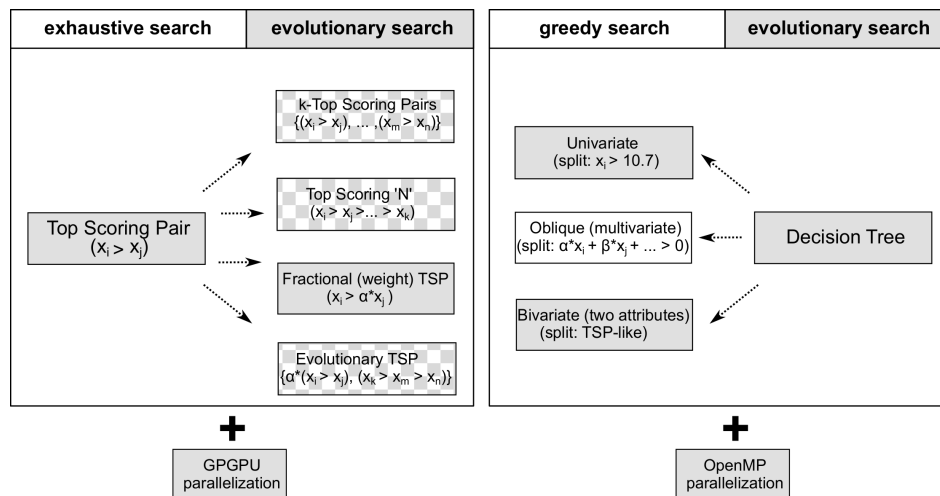 exhaustive search
evolutionary search
k-Top Scoring Pairs
{(xᵢ > xⱼ), ... ,(xₘ > xₙ)}
Top Scoring 'N'
(xᵢ > xⱼ >... > xₖ)
Top Scoring Pair
(xᵢ > xⱼ)
Fractional (weight) TSP
(xᵢ > α*xⱼ)
Evolutionary TSP
{α*(xᵢ > xⱼ), (xₖ > xₘ > xₙ)}
+
GPGPU
parallelization
greedy search
evolutionary search
Univariate
(split: xᵢ > 10.7)
Oblique (multivariate)
(split: α*xᵢ + β*xⱼ + ... > 0)
Decision Tree
Bivariate (two attributes)
(split: TSP-like)
+
OpenMP
parallelization